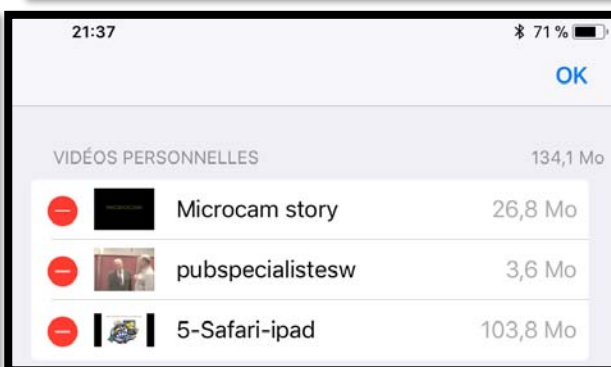 21:37 71 %
OK
VIDÉOS PERSONNELLES 134,1 Mo
Microcam story 26,8 Mo
pubspecialistesw 3,6 Mo
5-Safari-ipad 103,8 Mo